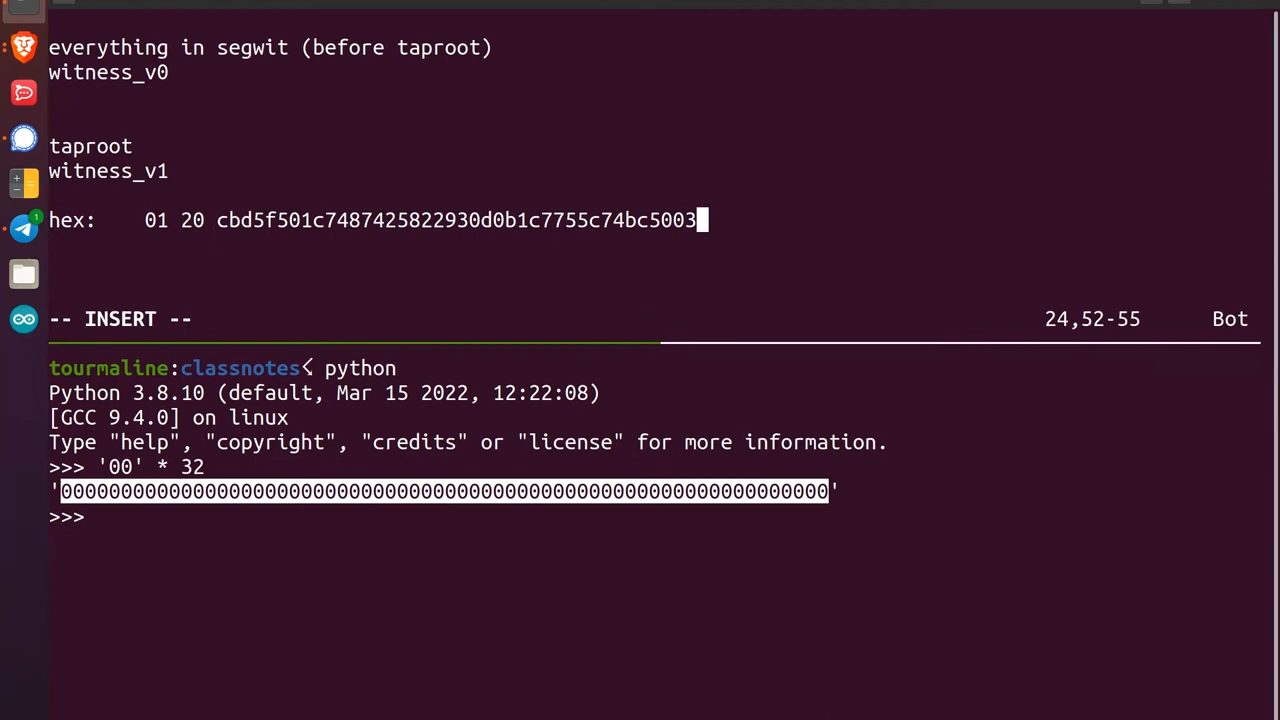 everything in segwit (before taproot)
witness_v0
taproot
witness_v1
hex:    01 20 cbd5f501c7487425822930d0b1c7755c74bc5003
-- INSERT --                                                                        24,52-55      Bot
tourmaline:classnotes$ python
Python 3.8.10 (default, Mar 15 2022, 12:22:08)
[GCC 9.4.0] on linux
Type "help", "copyright", "credits" or "license" for more information.
>>> '00' * 32
'0000000000000000000000000000000000000000000000000000000000000000'
>>>
1